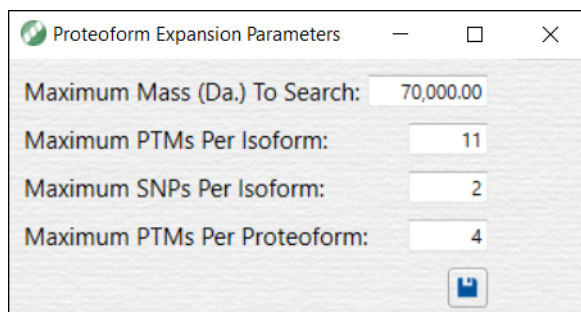 Proteoform Expansion Parameters
Maximum Mass (Da.) To Search: 70,000.00
Maximum PTMs Per Isoform: 11
Maximum SNPs Per Isoform: 2
Maximum PTMs Per Proteoform: 4